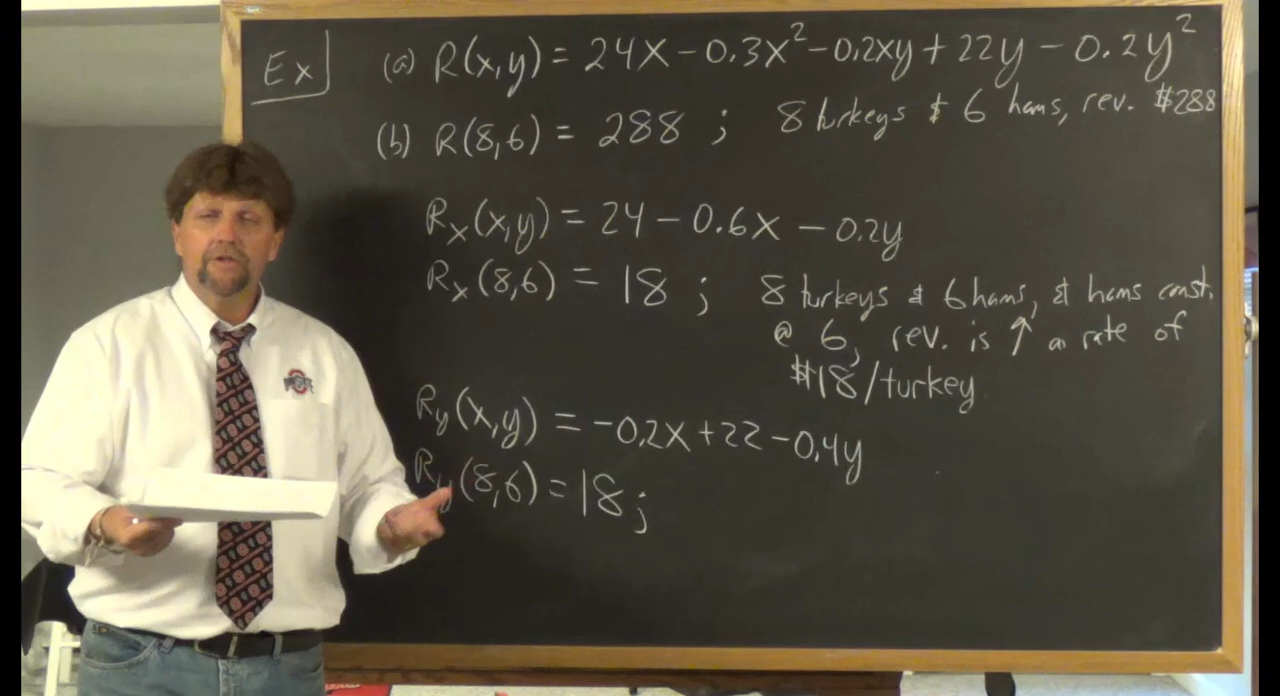 Ex (a) R(x,y) = 24x - 0.3x² - 0.2xy + 22y - 0.2y²
(b) R(8,6) = 288 ; 8 turkeys & 6 hams, rev. $288
Rx(x,y) = 24 - 0.6x - 0.2y
Rx(8,6) = 18 ; 8 turkeys & 6 hams, & hams const.
@ 6, rev. is ↑ a rate of
$18/turkey
Ry(x,y) = -0.2x + 22 - 0.4y
Ry(8,6) = 18;